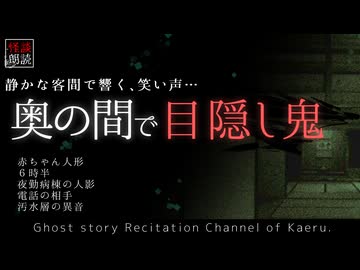 怪談
朗読
静かな客間で響く、笑い声…
奥の間で目隠し鬼
赤ちゃん人形
６時半
夜勤病棟の人影
電話の相手
汚水層の異音
Ghost story Recitation Channel of Kaeru.